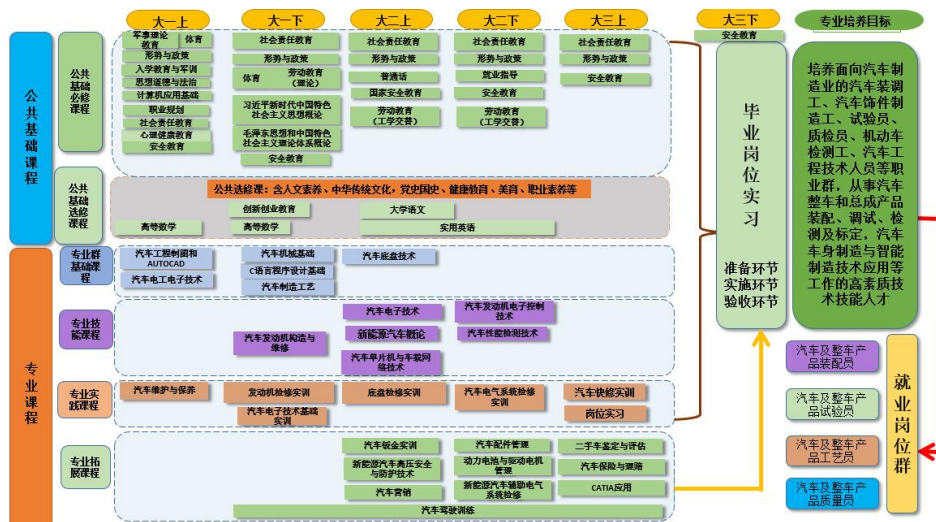 大一上
大一下
大二上
大二下
大三上
大三下
专业培养目标
公共基础课程
公共
基础
必修
课程
军事理论
教育
体育
形势与政策
入学教育与军训
思想道德与法治
计算机应用基础
职业规划
社会责任教育
心理健康教育
安全教育
社会责任教育
形势与政策
体育
劳动教育
(理论)
习近平新时代中国特色
社会主义思想概论
毛泽东思想和中国特色
社会主义理论体系概论
安全教育
社会责任教育
形势与政策
普通话
国家安全教育
劳动教育
(工学交替)
社会责任教育
形势与政策
就业指导
安全教育
劳动教育
(工学交替)
社会责任教育
形势与政策
安全教育
安全教育
毕业岗位实习
准备环节
实施环节
验收环节
培养面向汽车制
造业的汽车装调
工、汽车饰件制
造工、试验员、
质检员、机动车
检测工、汽车工
程技术人员等职
业群，从事汽车
整车和总成产品
装配、调试、检
测及标定，汽车
车身制造与智能
制造技术应用等
工作的高素质技
术技能人才
公共
基础
选修
课程
公共选修课：含人文素养、中华传统文化，党史国史、健康教育、美育、职业素养等
创新创业教育
大学语文
高等数学
高等数学
实用英语
专业课程
专业群
基础课
程
汽车工程制图和
AUTOCAD
汽车电工电子技术
汽车机械基础
C语言程序设计基础
汽车制造工艺
汽车底盘技术
专业技
能课程
汽车发动机构造与
维修
汽车电子技术
新能源汽车概论
汽车单片机与车载网
络技术
汽车发动机电子控制
技术
汽车性能检测技术
专业实
践课程
汽车维护与保养
发动机检修实训
汽车电子技术基础
实训
底盘检修实训
汽车电气系统检修
实训
汽车快修实训
岗位实习
专业拓
展课程
汽车钣金实训
新能源汽车高压安全
与防护技术
汽车营销
汽车配件管理
动力电池与驱动电机
管理
新能源汽车辅助电气
系统检修
二手车鉴定与评估
汽车保险与理赔
CATIA应用
汽车驾驶训练
汽车及整车产
品装配员
汽车及整车产
品试验员
汽车及整车产
品工艺员
汽车及整车产
品质量员
就业岗位群